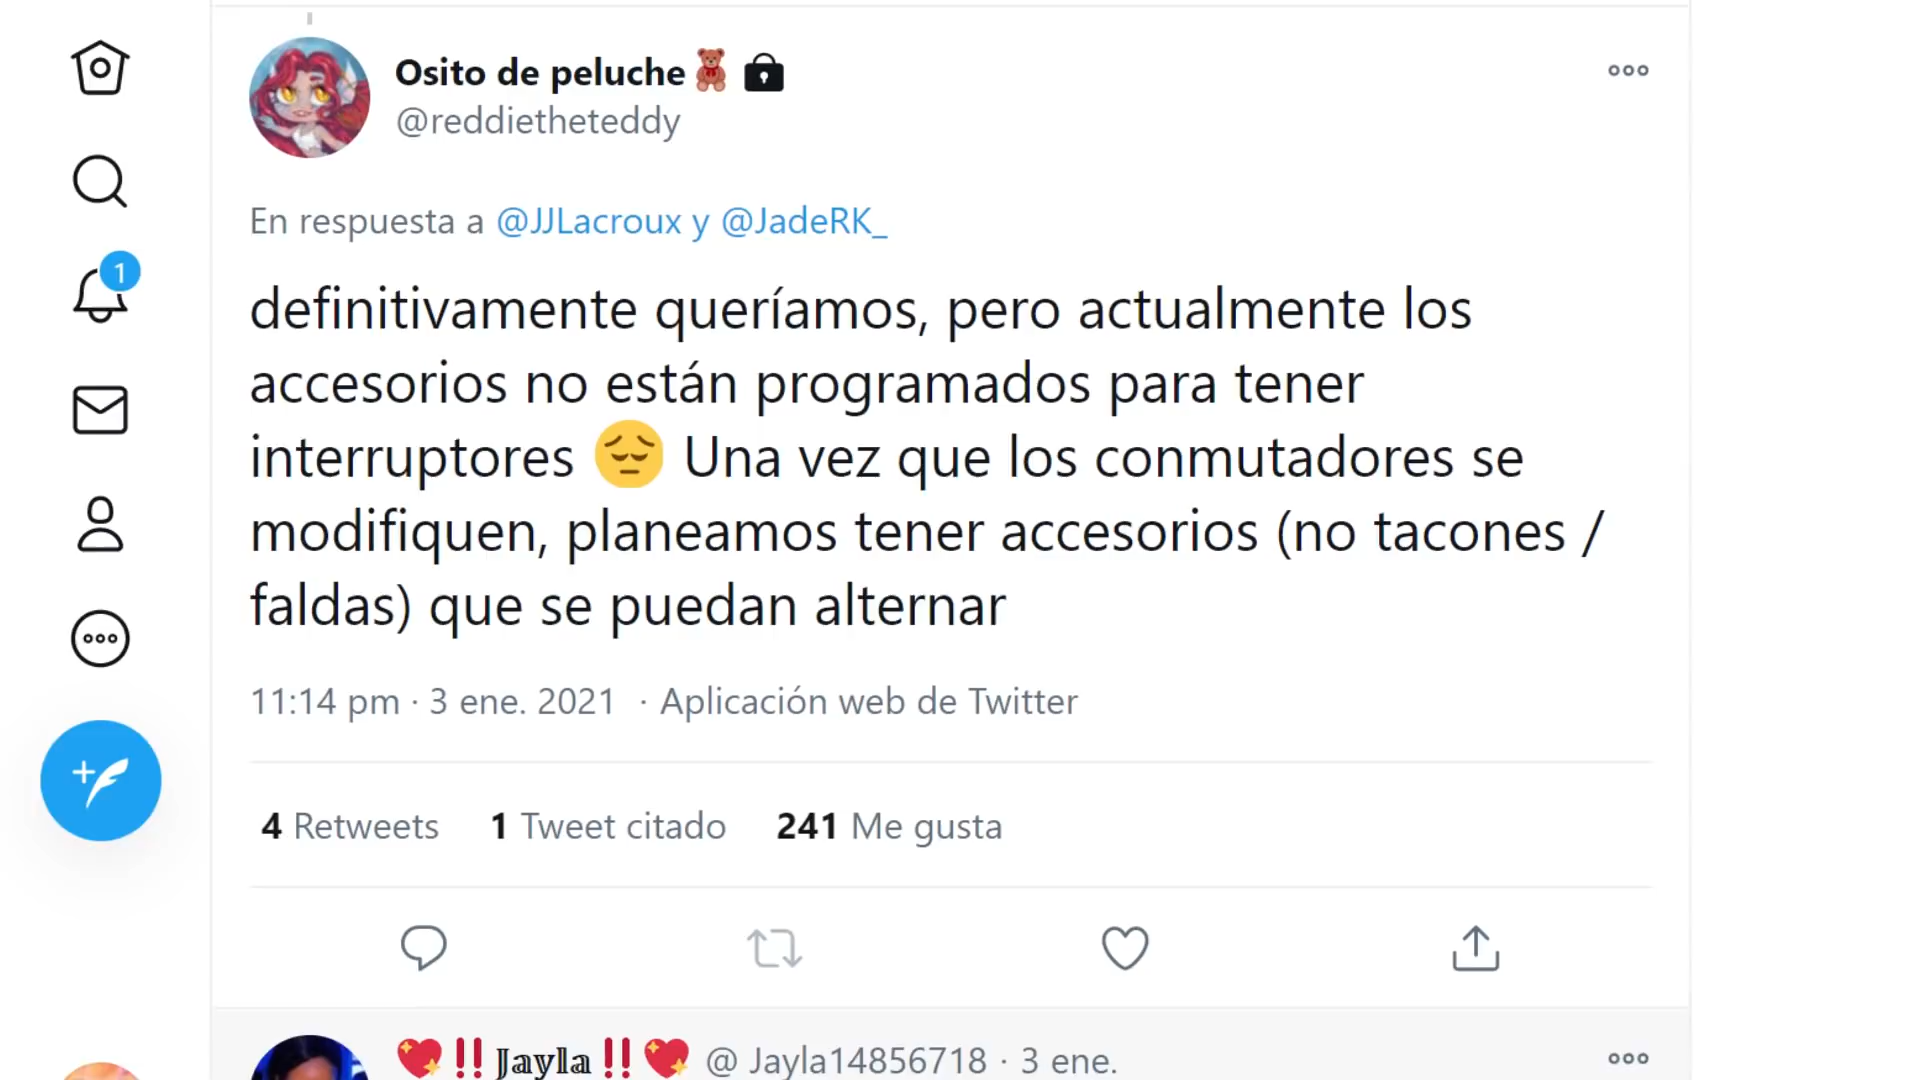 Osito de peluche🧸 🔒
@reddietheteddy
En respuesta a @JJLacroux y @JadeRK_
definitivamente queríamos, pero actualmente los
accesorios no están programados para tener
interruptores 😔 Una vez que los conmutadores se
modifiquen, planeamos tener accesorios (no tacones /
faldas) que se puedan alternar
11:14 pm · 3 ene. 2021 · Aplicación web de Twitter
4 Retweets 1 Tweet citado 241 Me gusta
1
💖‼️𝕁𝕒𝕪𝕝𝕒‼️💖 @ Jayla14856718 · 3 ene.